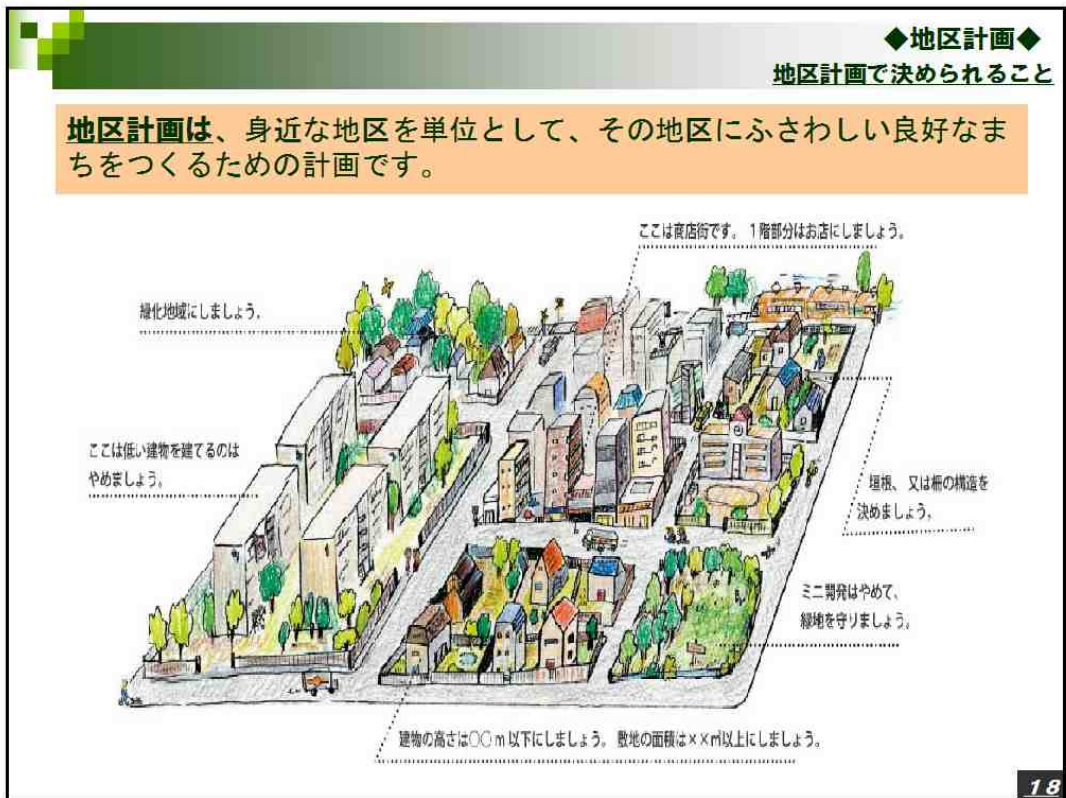 ◆地区計画◆
地区計画で決められること
地区計画は、身近な地区を単位として、その地区にふさわしい良好なま
ちをつくるための計画です。
ここは商店街です。１階部分はお店にしましょう。
緑化地域にしましょう。
ここは低い建物を建てるのは
やめましょう。
垣根、又は柵の構造を
決めましょう。
ミニ開発はやめて、
緑地を守りましょう。
建物の高さは○○ｍ以下にしましょう。敷地の面積は××㎡以上にしましょう。
18